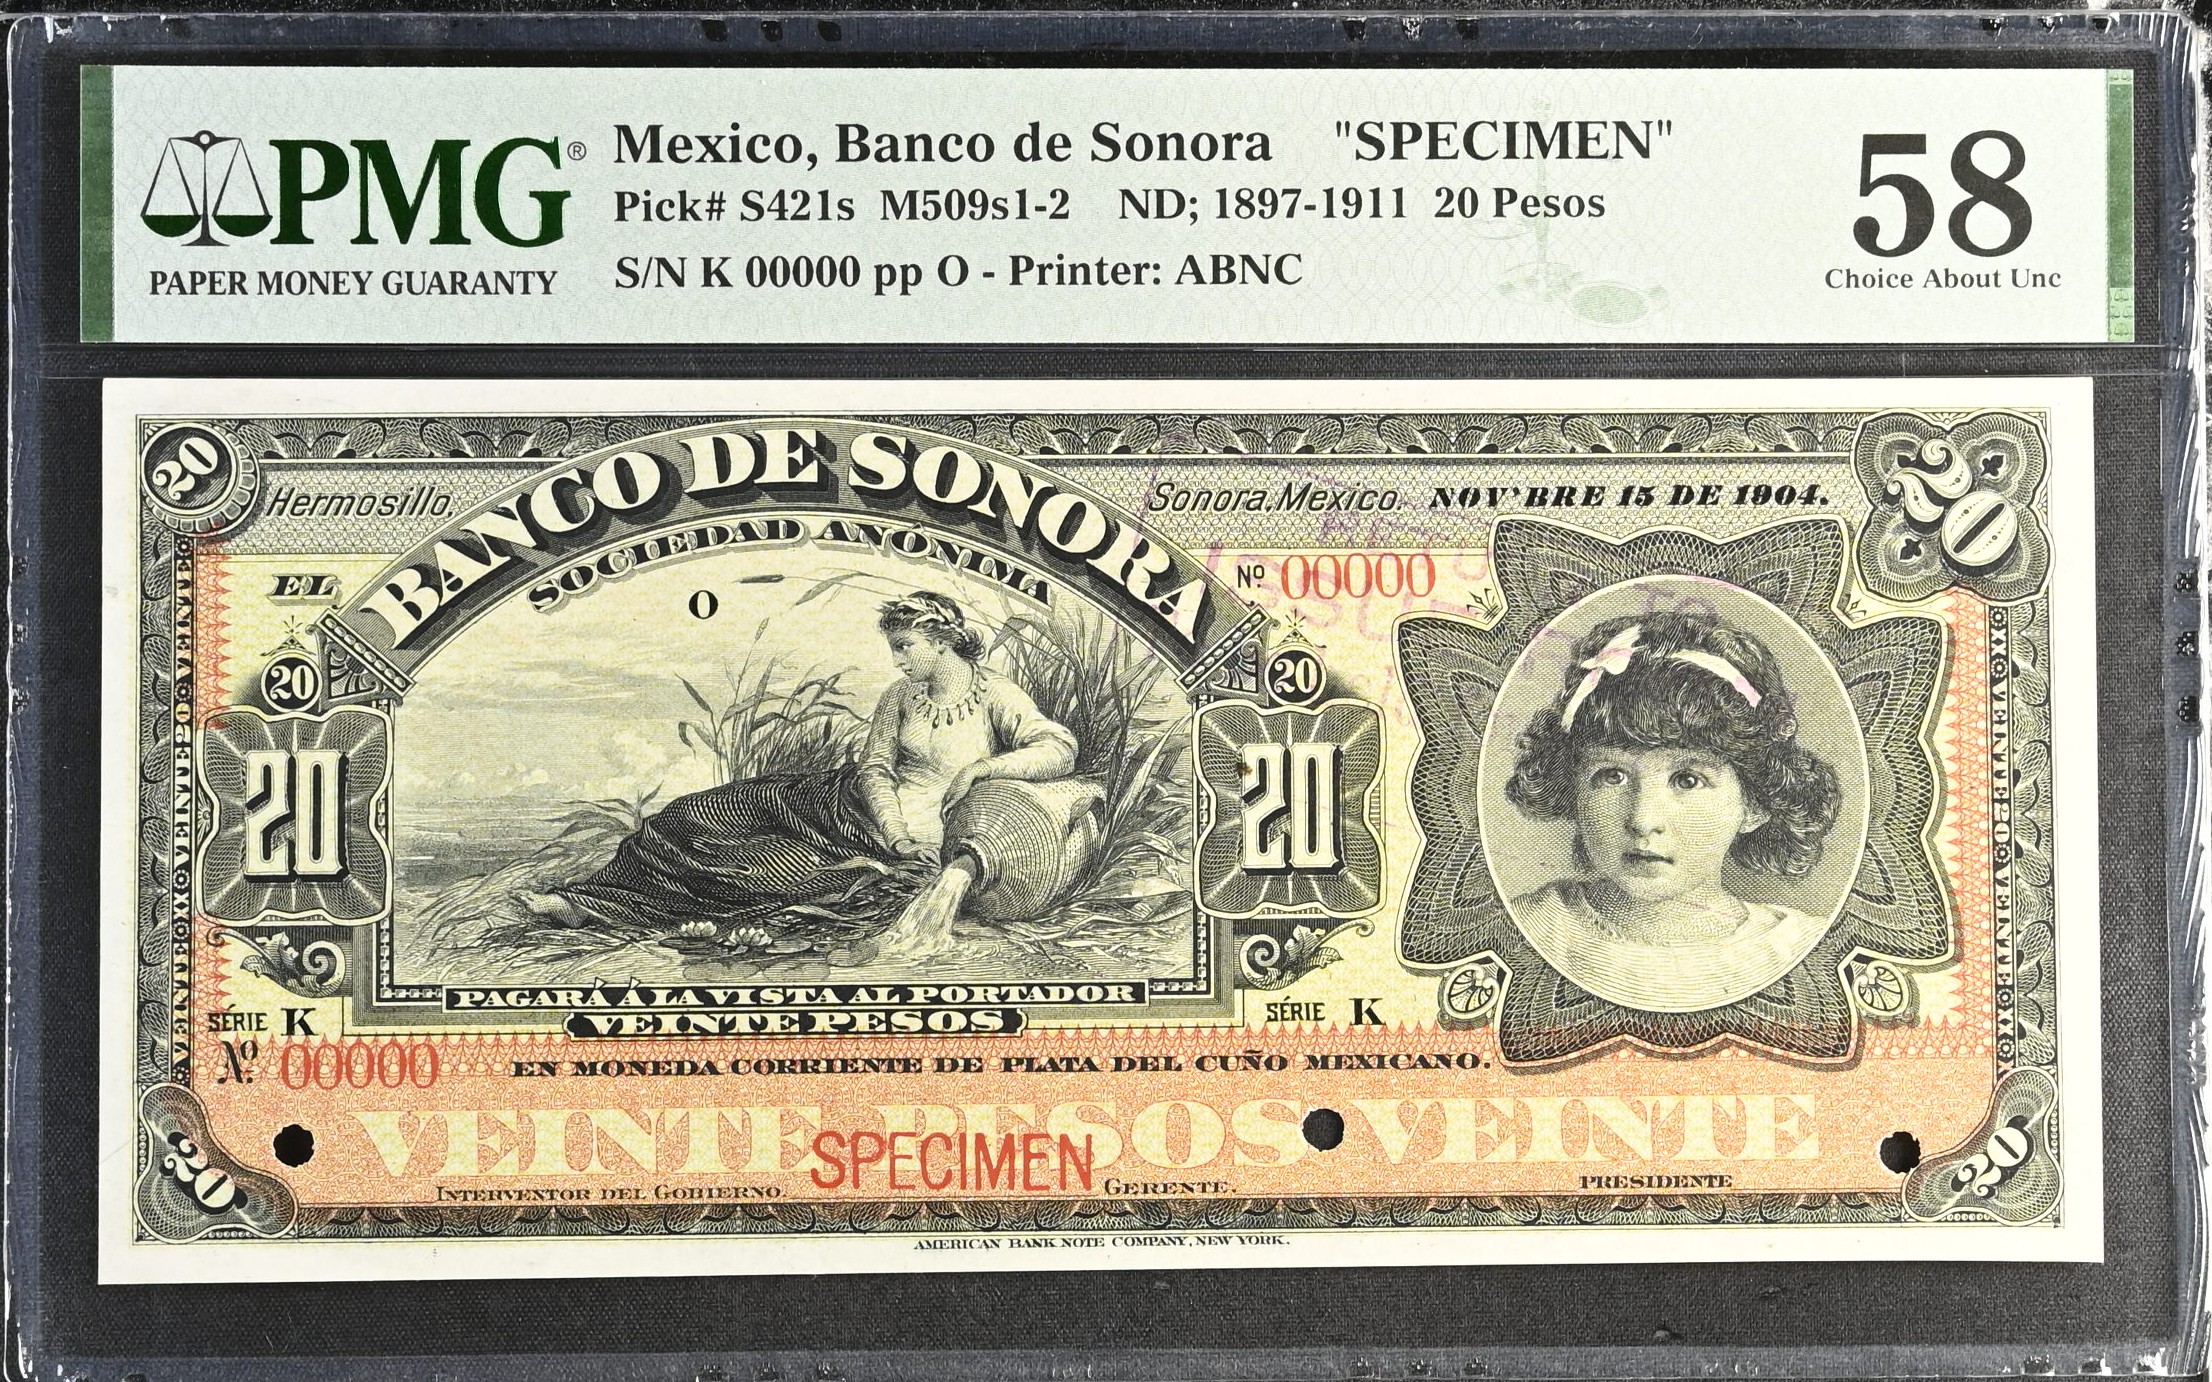 PMG®
PAPER MONEY GUARANTY
Mexico, Banco de Sonora "SPECIMEN"
Pick# S421s M509s1-2 ND; 1897-1911 20 Pesos
S/N K 00000 pp O - Printer: ABNC
58
Choice About Unc
20
20
Hermosillo,
Sonora, Mexico. NOV'BRE 15 DE 1904.
EL
BANCO DE SONORA
SOCIEDAD ANÓNIMA
O
Nº 00000
20
20
20
20
PAGARÁ Á LA VISTA AL PORTADOR
VEINTE PESOS
SÉRIE K
SÉRIE K
Nº 00000
EN MONEDA CORRIENTE DE PLATA DEL CUÑO MEXICANO.
VEINTE PESOS VEINTE
SPECIMEN
20
20
INTERVENTOR DEL GOBIERNO.
GERENTE.
PRESIDENTE
AMERICAN BANK NOTE COMPANY, NEW YORK.